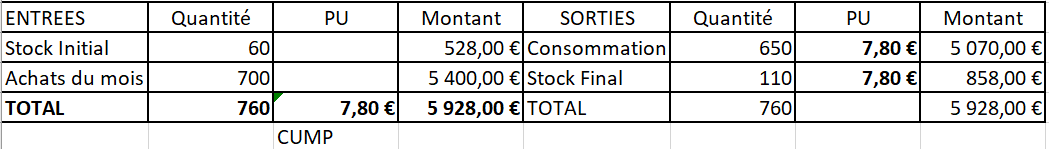 ENTREES Quantité PU Montant SORTIES Quantité PU Montant
Stock Initial 60 528,00 € Consommation 650 7,80 € 5 070,00 €
Achats du mois 700 5 400,00 € Stock Final 110 7,80 € 858,00 €
TOTAL 760 7,80 € 5 928,00 € TOTAL 760 5 928,00 €
CUMP